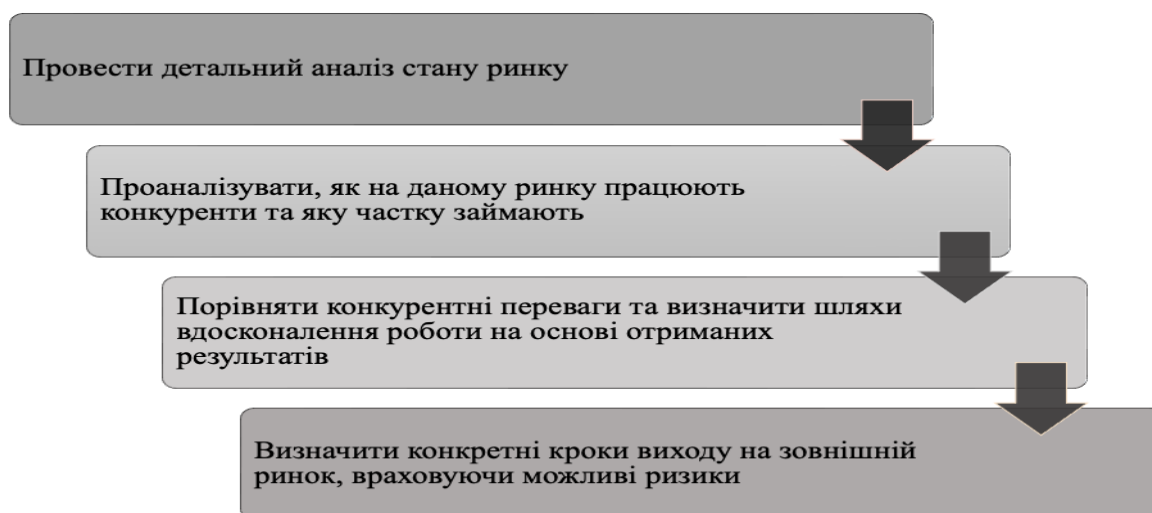 Провести детальний аналіз стану ринку
Проаналізувати, як на даному ринку працюють
конкуренти та яку частку займають
Порівняти конкурентні переваги та визначити шляхи
вдосконалення роботи на основі отриманих
результатів
Визначити конкретні кроки виходу на зовнішній
ринок, враховуючи можливі ризики